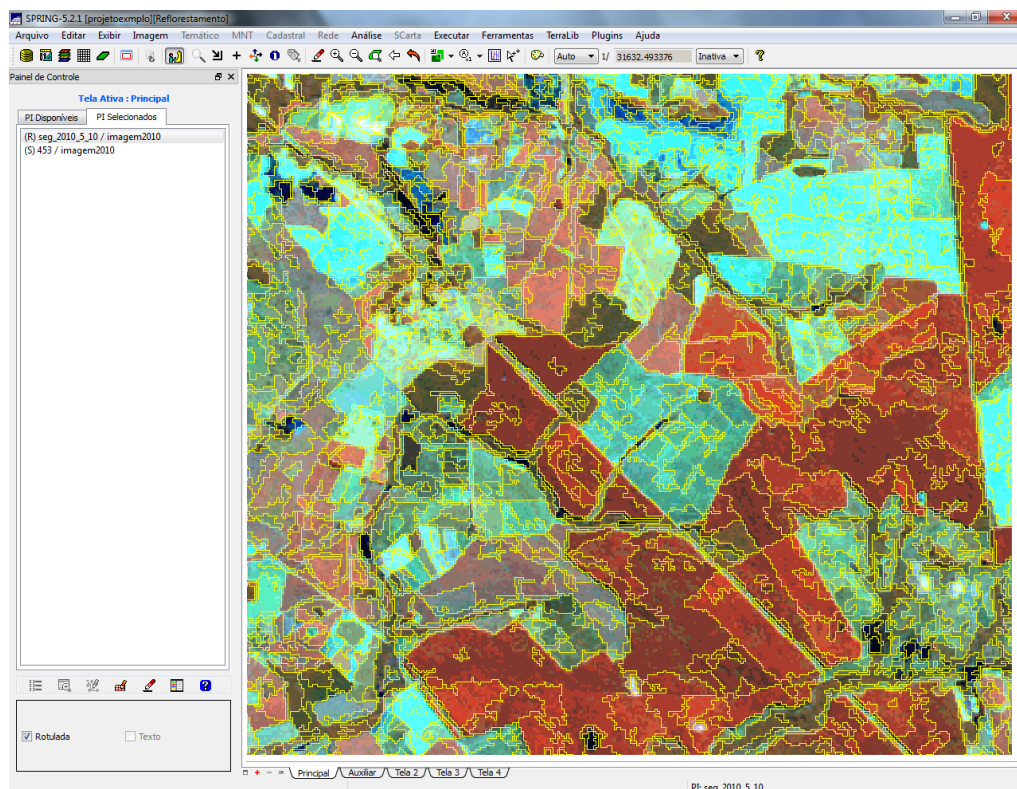 SPRING-5.2.1 [projetoexmplo][Reflorestamento]
Arquivo Editar Exibir Imagem Temático MNT Cadastral Rede Análise SCarta Executar Ferramentas TerraLib Plugins Ajuda
Auto 1/ 31632.493376 Inativa
Painel de Controle
Tela Ativa : Principal
PI Disponíveis PI Selecionados
(R) seg_2010_5_10 / imagem2010
(S) 453 / imagem2010
Rotulada Texto
Principal Auxiliar Tela 2 Tela 3 Tela 4
PI: seg_2010_5_10